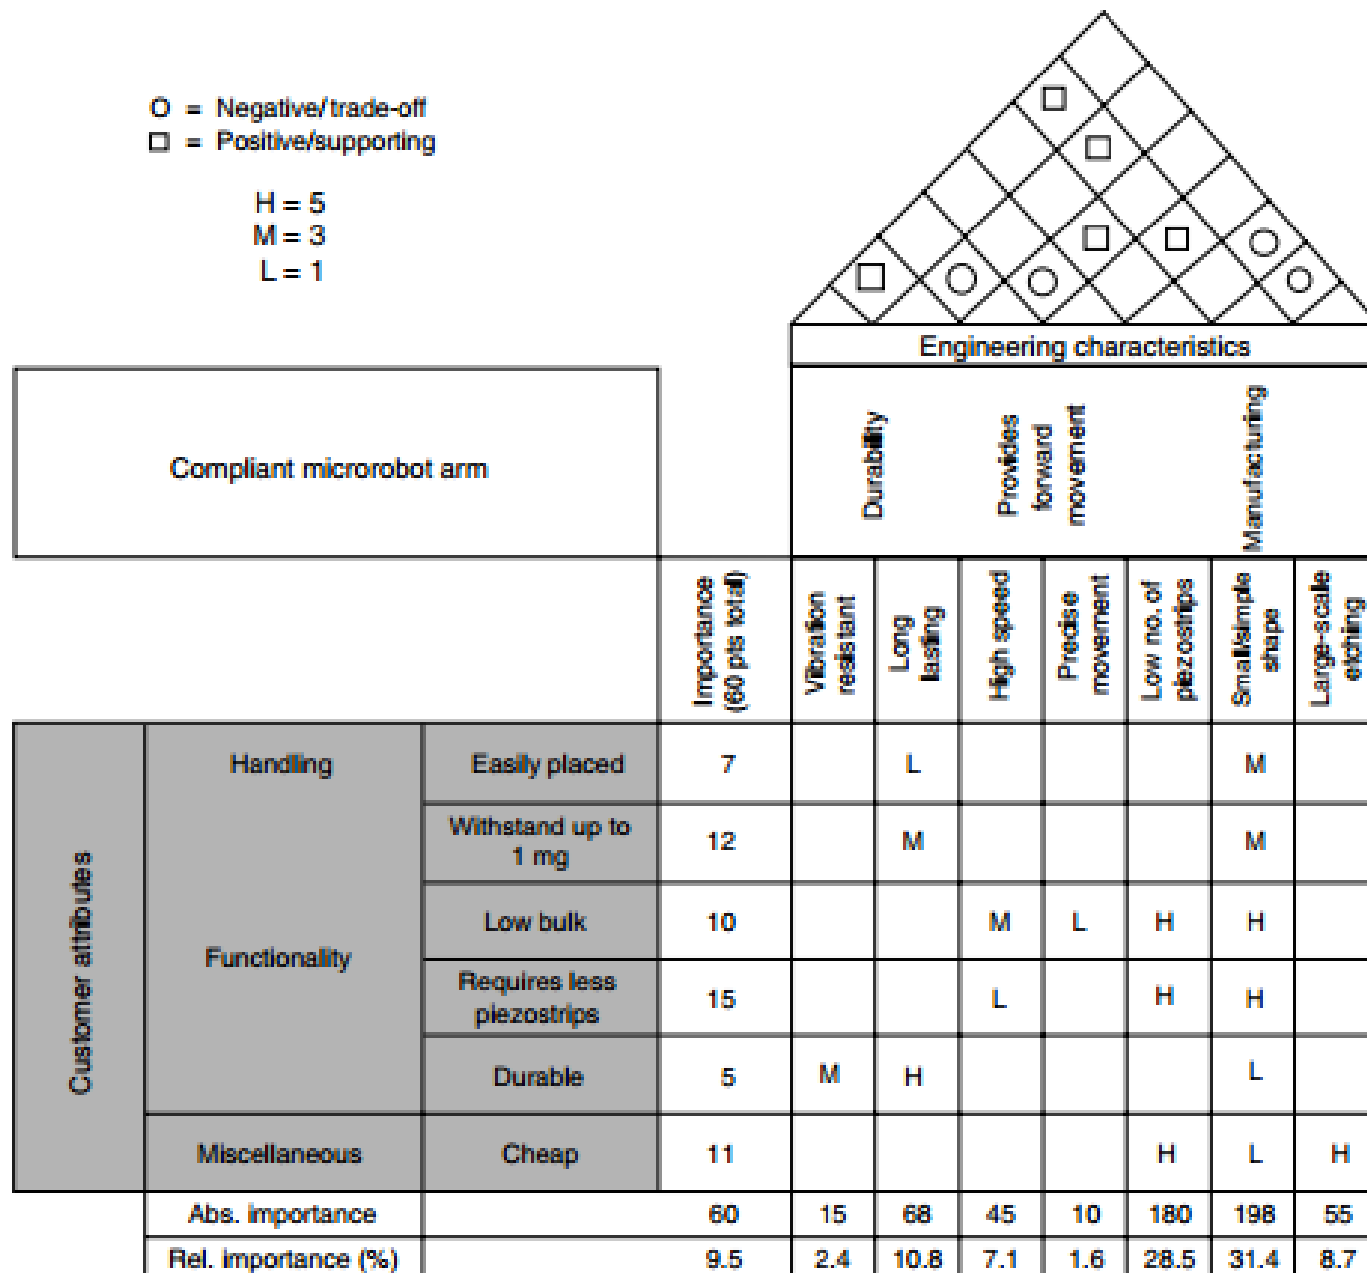 O = Negative/trade-off
□ = Positive/supporting
H = 5
M = 3
L = 1
Engineering characteristics
Compliant microrobot arm
Durability
Provides
forward
movement
Manufacturing
Importance
(60 pts total)
Vibration
resistant
Long
lasting
High speed
Precise
movement
Low no. of
piezostrips
Small/simple
shape
Large-scale
etching
Customer attributes
Handling
Easily placed
7
L
M
Functionality
Withstand up to
1 mg
12
M
M
Low bulk
10
M
L
H
H
Requires less
piezostrips
15
L
H
H
Durable
5
M
H
L
Miscellaneous
Cheap
11
H
L
H
Abs. importance
60
15
68
45
10
180
198
55
Rel. importance (%)
9.5
2.4
10.8
7.1
1.6
28.5
31.4
8.7